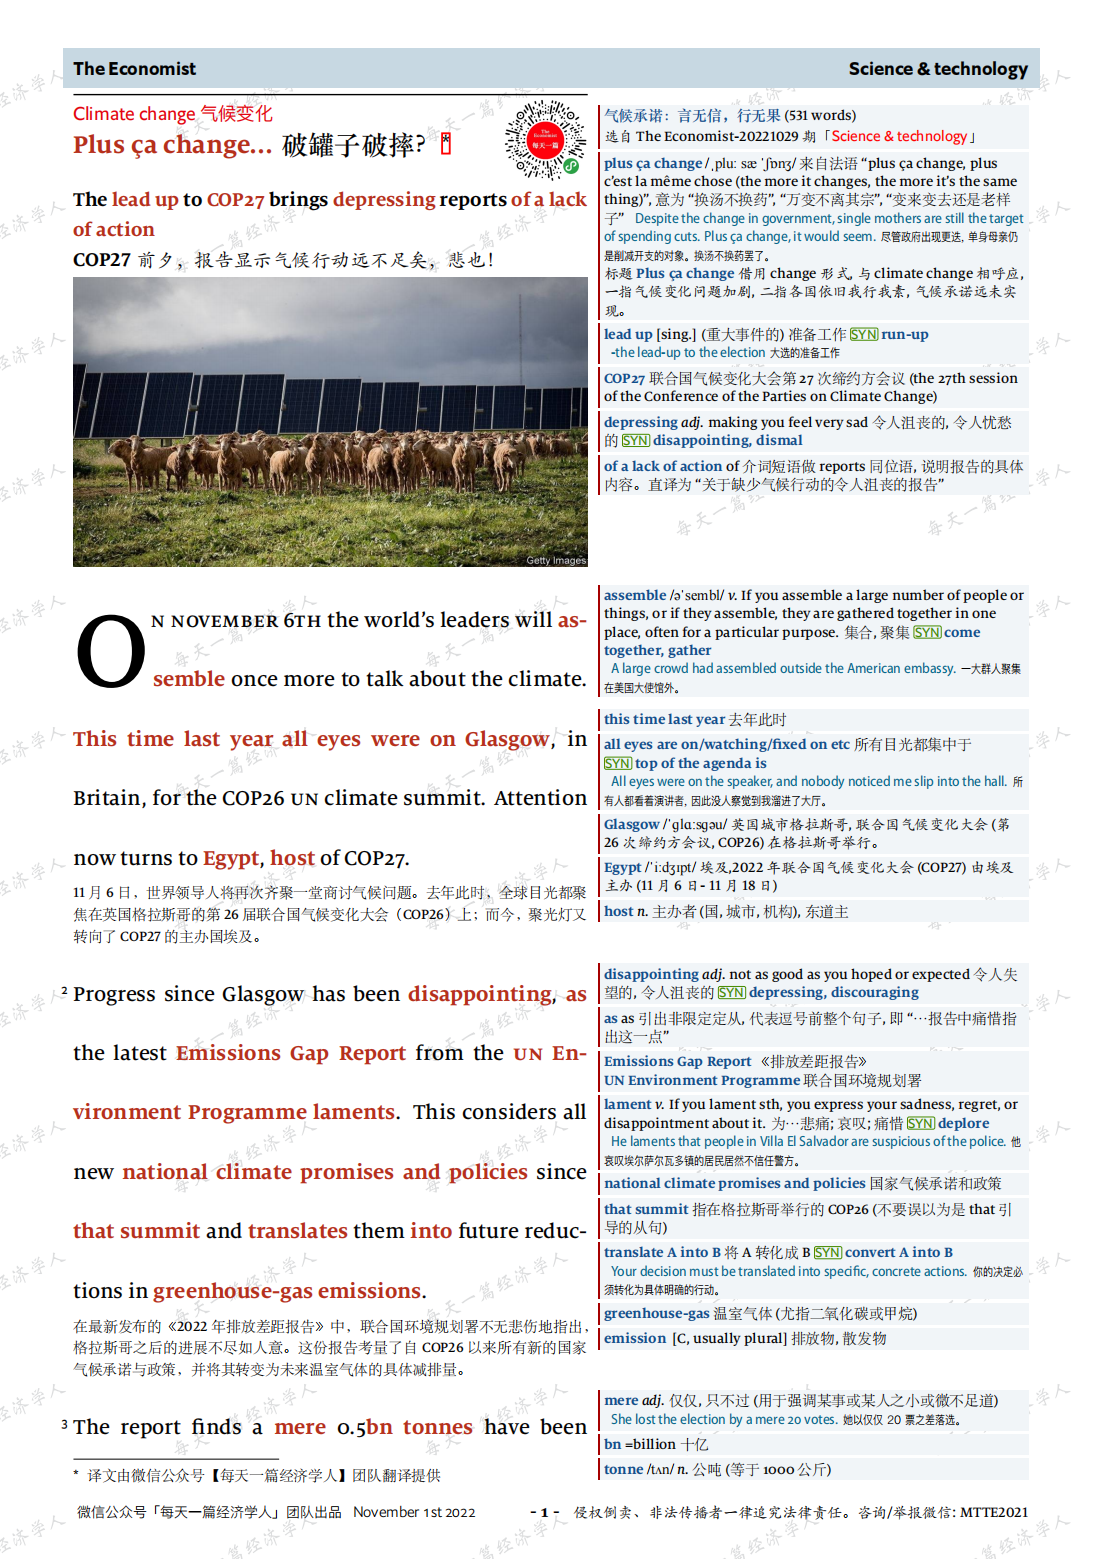 The Economist
Science & technology
Climate change 气候变化
Plus ça change... 破罐子破摔? *
The Economist
每天一篇
The lead up to COP27 brings depressing reports of a lack
of action
COP27 前夕，报告显示气候行动远不足矣，悲也！
Getty Images
ON NOVEMBER 6TH the world's leaders will as-
semble once more to talk about the climate.
This time last year all eyes were on Glasgow, in
Britain, for the COP26 UN climate summit. Attention
now turns to Egypt, host of COP27.
11 月 6 日，世界领导人将再次齐聚一堂商讨气候问题。去年此时，全球目光都聚
焦在英国格拉斯哥的第 26 届联合国气候变化大会（COP26）上；而今，聚光灯又
转向了 COP27 的主办国埃及。
2 Progress since Glasgow has been disappointing, as
the latest Emissions Gap Report from the UN En-
vironment Programme laments. This considers all
new national climate promises and policies since
that summit and translates them into future reduc-
tions in greenhouse-gas emissions.
在最新发布的《2022 年排放差距报告》中，联合国环境规划署不无悲伤地指出，
格拉斯哥之后的进展不尽如人意。这份报告考量了自 COP26 以来所有新的国家
气候承诺与政策，并将其转变为未来温室气体的具体减排量。
3 The report finds a mere 0.5bn tonnes have been
* 译文由微信公众号【每天一篇经济学人】团队翻译提供
气候承诺：言无信，行无果 (531 words)
选自 The Economist-20221029 期「Science & technology」
plus ça change /ˌpluː sæ ˈʃɒnʒ/ 来自法语 “plus ça change, plus
c'est la même chose (the more it changes, the more it's the same
thing)”, 意为 “换汤不换药”, “万变不离其宗”, “变来变去还是老样
子” Despite the change in government, single mothers are still the target
of spending cuts. Plus ça change, it would seem. 尽管政府出现更迭, 单身母亲仍
是削减开支的对象。换汤不换药罢了。
标题 Plus ça change 借用 change 形式, 与 climate change 相呼应,
一指气候变化问题加剧, 二指各国依旧我行我素, 气候承诺远未实
现。
lead up [sing.] (重大事件的) 准备工作 SYN run-up
-the lead-up to the election 大选的准备工作
COP27 联合国气候变化大会第 27 次缔约方会议 (the 27th session
of the Conference of the Parties on Climate Change)
depressing adj. making you feel very sad 令人沮丧的, 令人忧愁
的 SYN disappointing, dismal
of a lack of action of 介词短语做 reports 同位语, 说明报告的具体
内容。直译为 “关于缺少气候行动的令人沮丧的报告”
assemble /əˈsembl/ v. If you assemble a large number of people or
things, or if they assemble, they are gathered together in one
place, often for a particular purpose. 集合, 聚集 SYN come
together, gather
A large crowd had assembled outside the American embassy. 一大群人聚集
在美国大使馆外。
this time last year 去年此时
all eyes are on/watching/fixed on etc 所有目光都集中于
SYN top of the agenda is
All eyes were on the speaker, and nobody noticed me slip into the hall. 所
有人都看着演讲者, 因此没人察觉到我溜进了大厅。
Glasgow /ˈɡlɑːsɡəu/ 英国城市格拉斯哥, 联合国气候变化大会 (第
26 次缔约方会议, COP26) 在格拉斯哥举行。
Egypt /ˈiːdʒɪpt/ 埃及,2022 年联合国气候变化大会 (COP27) 由埃及
主办 (11 月 6 日- 11 月 18 日)
host n. 主办者 (国, 城市, 机构), 东道主
disappointing adj. not as good as you hoped or expected 令人失
望的, 令人沮丧的 SYN depressing, discouraging
as as 引出非限定定从, 代表逗号前整个句子, 即 “…报告中痛惜指
出这一点”
Emissions Gap Report 《排放差距报告》
UN Environment Programme 联合国环境规划署
lament v. If you lament sth, you express your sadness, regret, or
disappointment about it. 为…悲痛; 哀叹; 痛惜 SYN deplore
He laments that people in Villa El Salvador are suspicious of the police. 他
哀叹埃尔萨尔瓦多镇的居民居然不信任警方。
national climate promises and policies 国家气候承诺和政策
that summit 指在格拉斯哥举行的 COP26 (不要误以为是 that 引
导的从句)
translate A into B 将 A 转化成 B SYN convert A into B
Your decision must be translated into specific, concrete actions. 你的决定必
须转化为具体明确的行动。
greenhouse-gas 温室气体 (尤指二氧化碳或甲烷)
emission [C, usually plural] 排放物, 散发物
mere adj. 仅仅, 只不过 (用于强调某事或某人之小或微不足道)
She lost the election by a mere 20 votes. 她以仅仅 20 票之差落选。
bn =billion 十亿
tonne /tʌn/ n. 公吨 (等于 1000 公斤)
微信公众号「每天一篇经济学人」团队出品 November 1st 2022
- 1 -
侵权倒卖、非法传播者一律追究法律责任。咨询/举报微信: MTTE2021